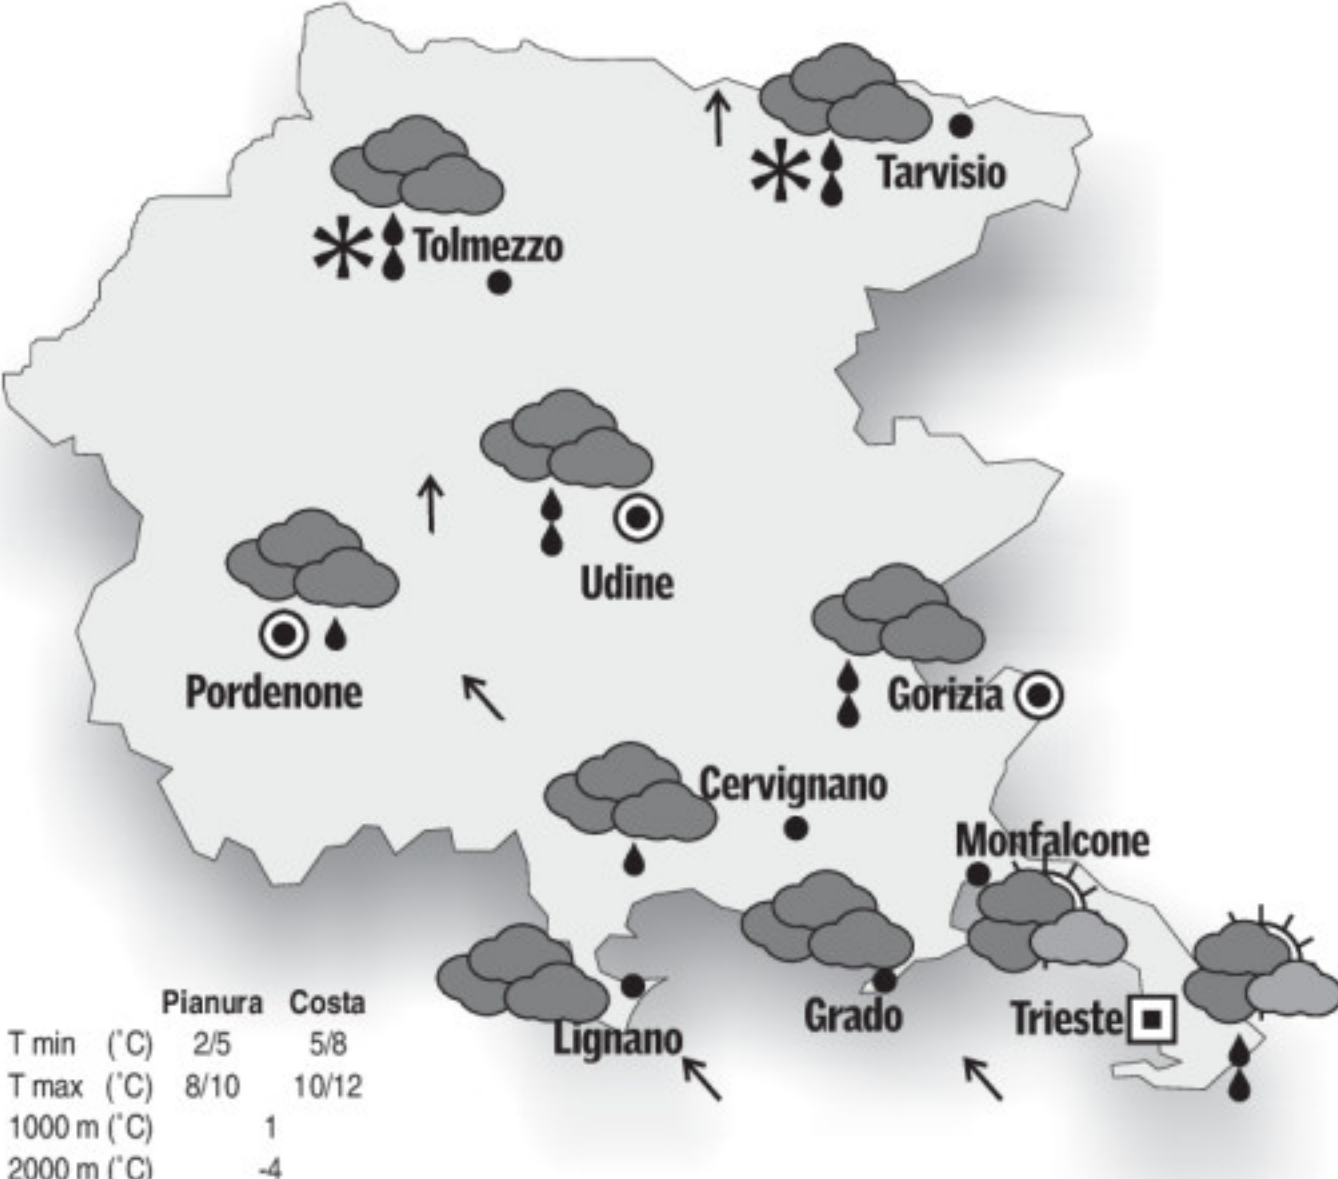 Tarvisio
Tolmezzo
Udine
Pordenone
Gorizia
Cervignano
Monfalcone
Grado
Trieste
Lignano
Pianura Costa
T min (°C) 2/5 5/8
T max (°C) 8/10 10/12
1000 m (°C) 1
2000 m (°C) -4